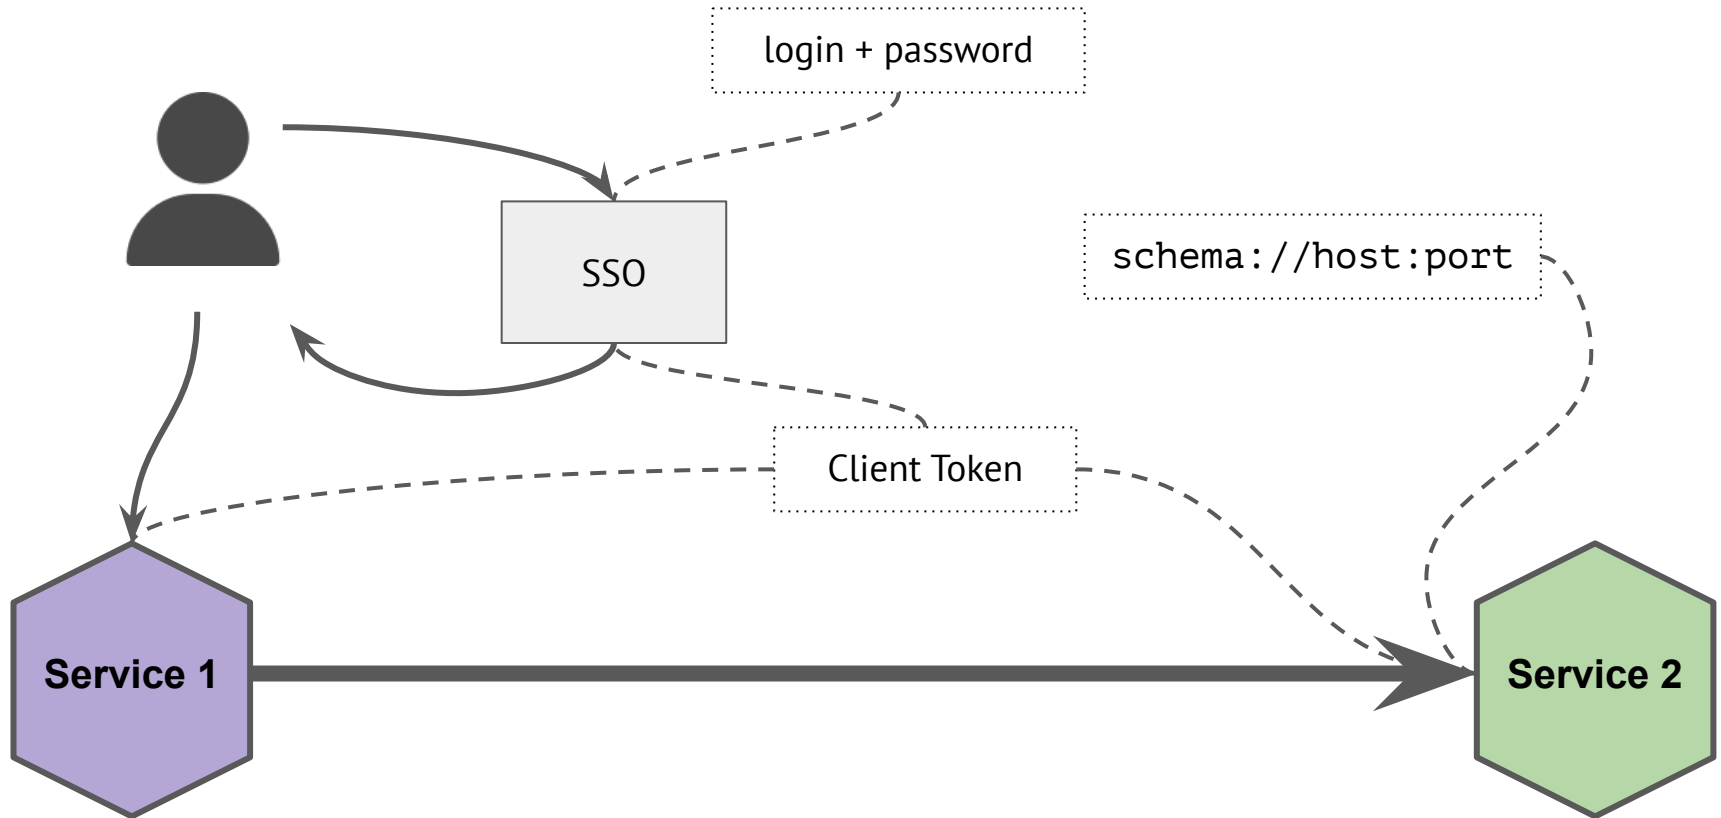 login + password
SSO
schema://host:port
Client Token
Service 1
Service 2